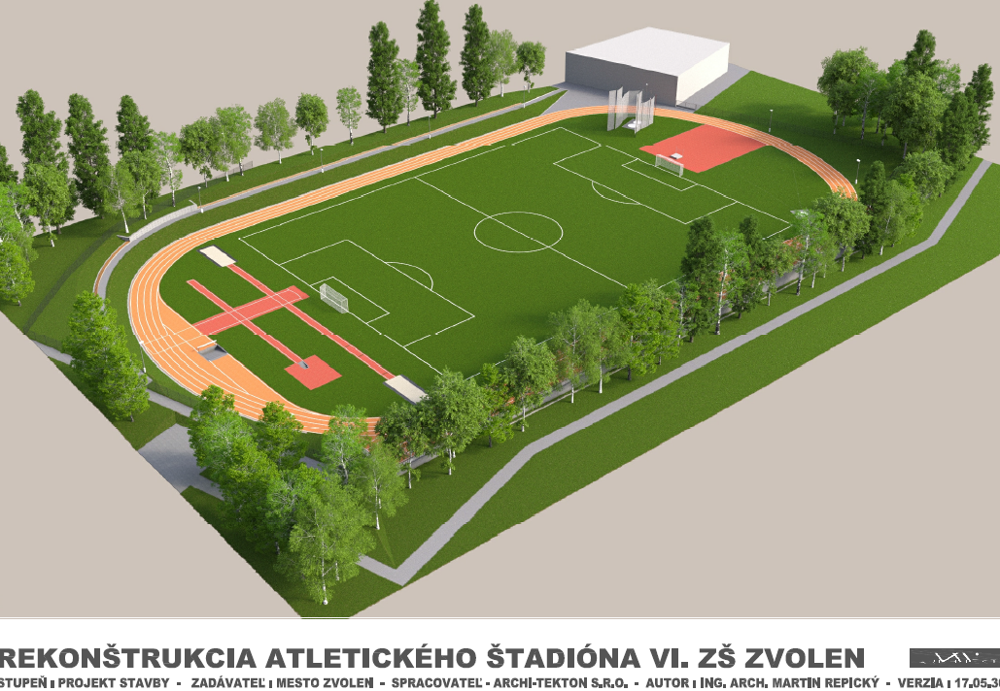 REKONŠTRUKCIA ATLETICKÉHO ŠTADIÓNA VI. ZŠ ZVOLEN
STUPEŇ | PROJEKT STAVBY - ZADÁVATEĽ | MESTO ZVOLEN - SPRACOVATEĽ - ARCHI-TEKTON S.R.O. - AUTOR | ING. ARCH. MARTIN REPICKÝ - VERZIA | 17.05.3